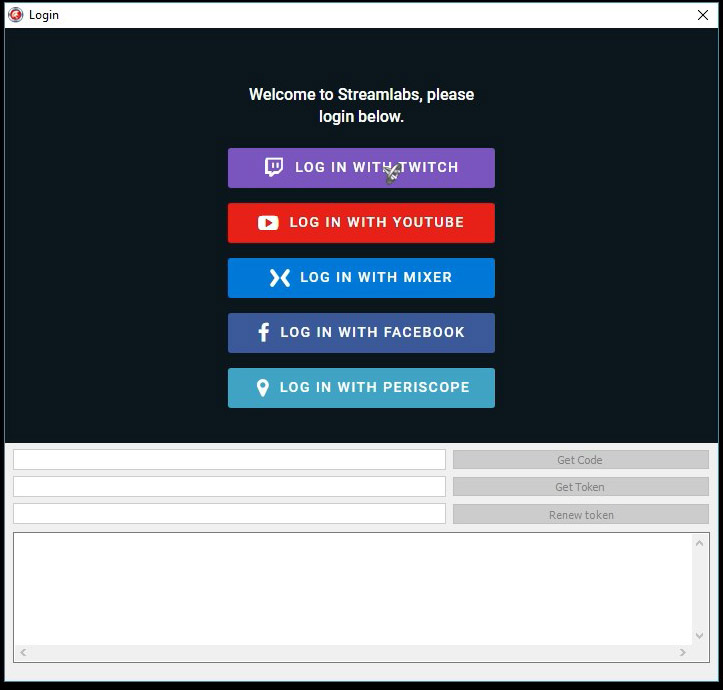 Login
Welcome to Streamlabs, please
login below.
LOG IN WITH TWITCH
LOG IN WITH YOUTUBE
LOG IN WITH MIXER
LOG IN WITH FACEBOOK
LOG IN WITH PERISCOPE
Get Code
Get Token
Renew token